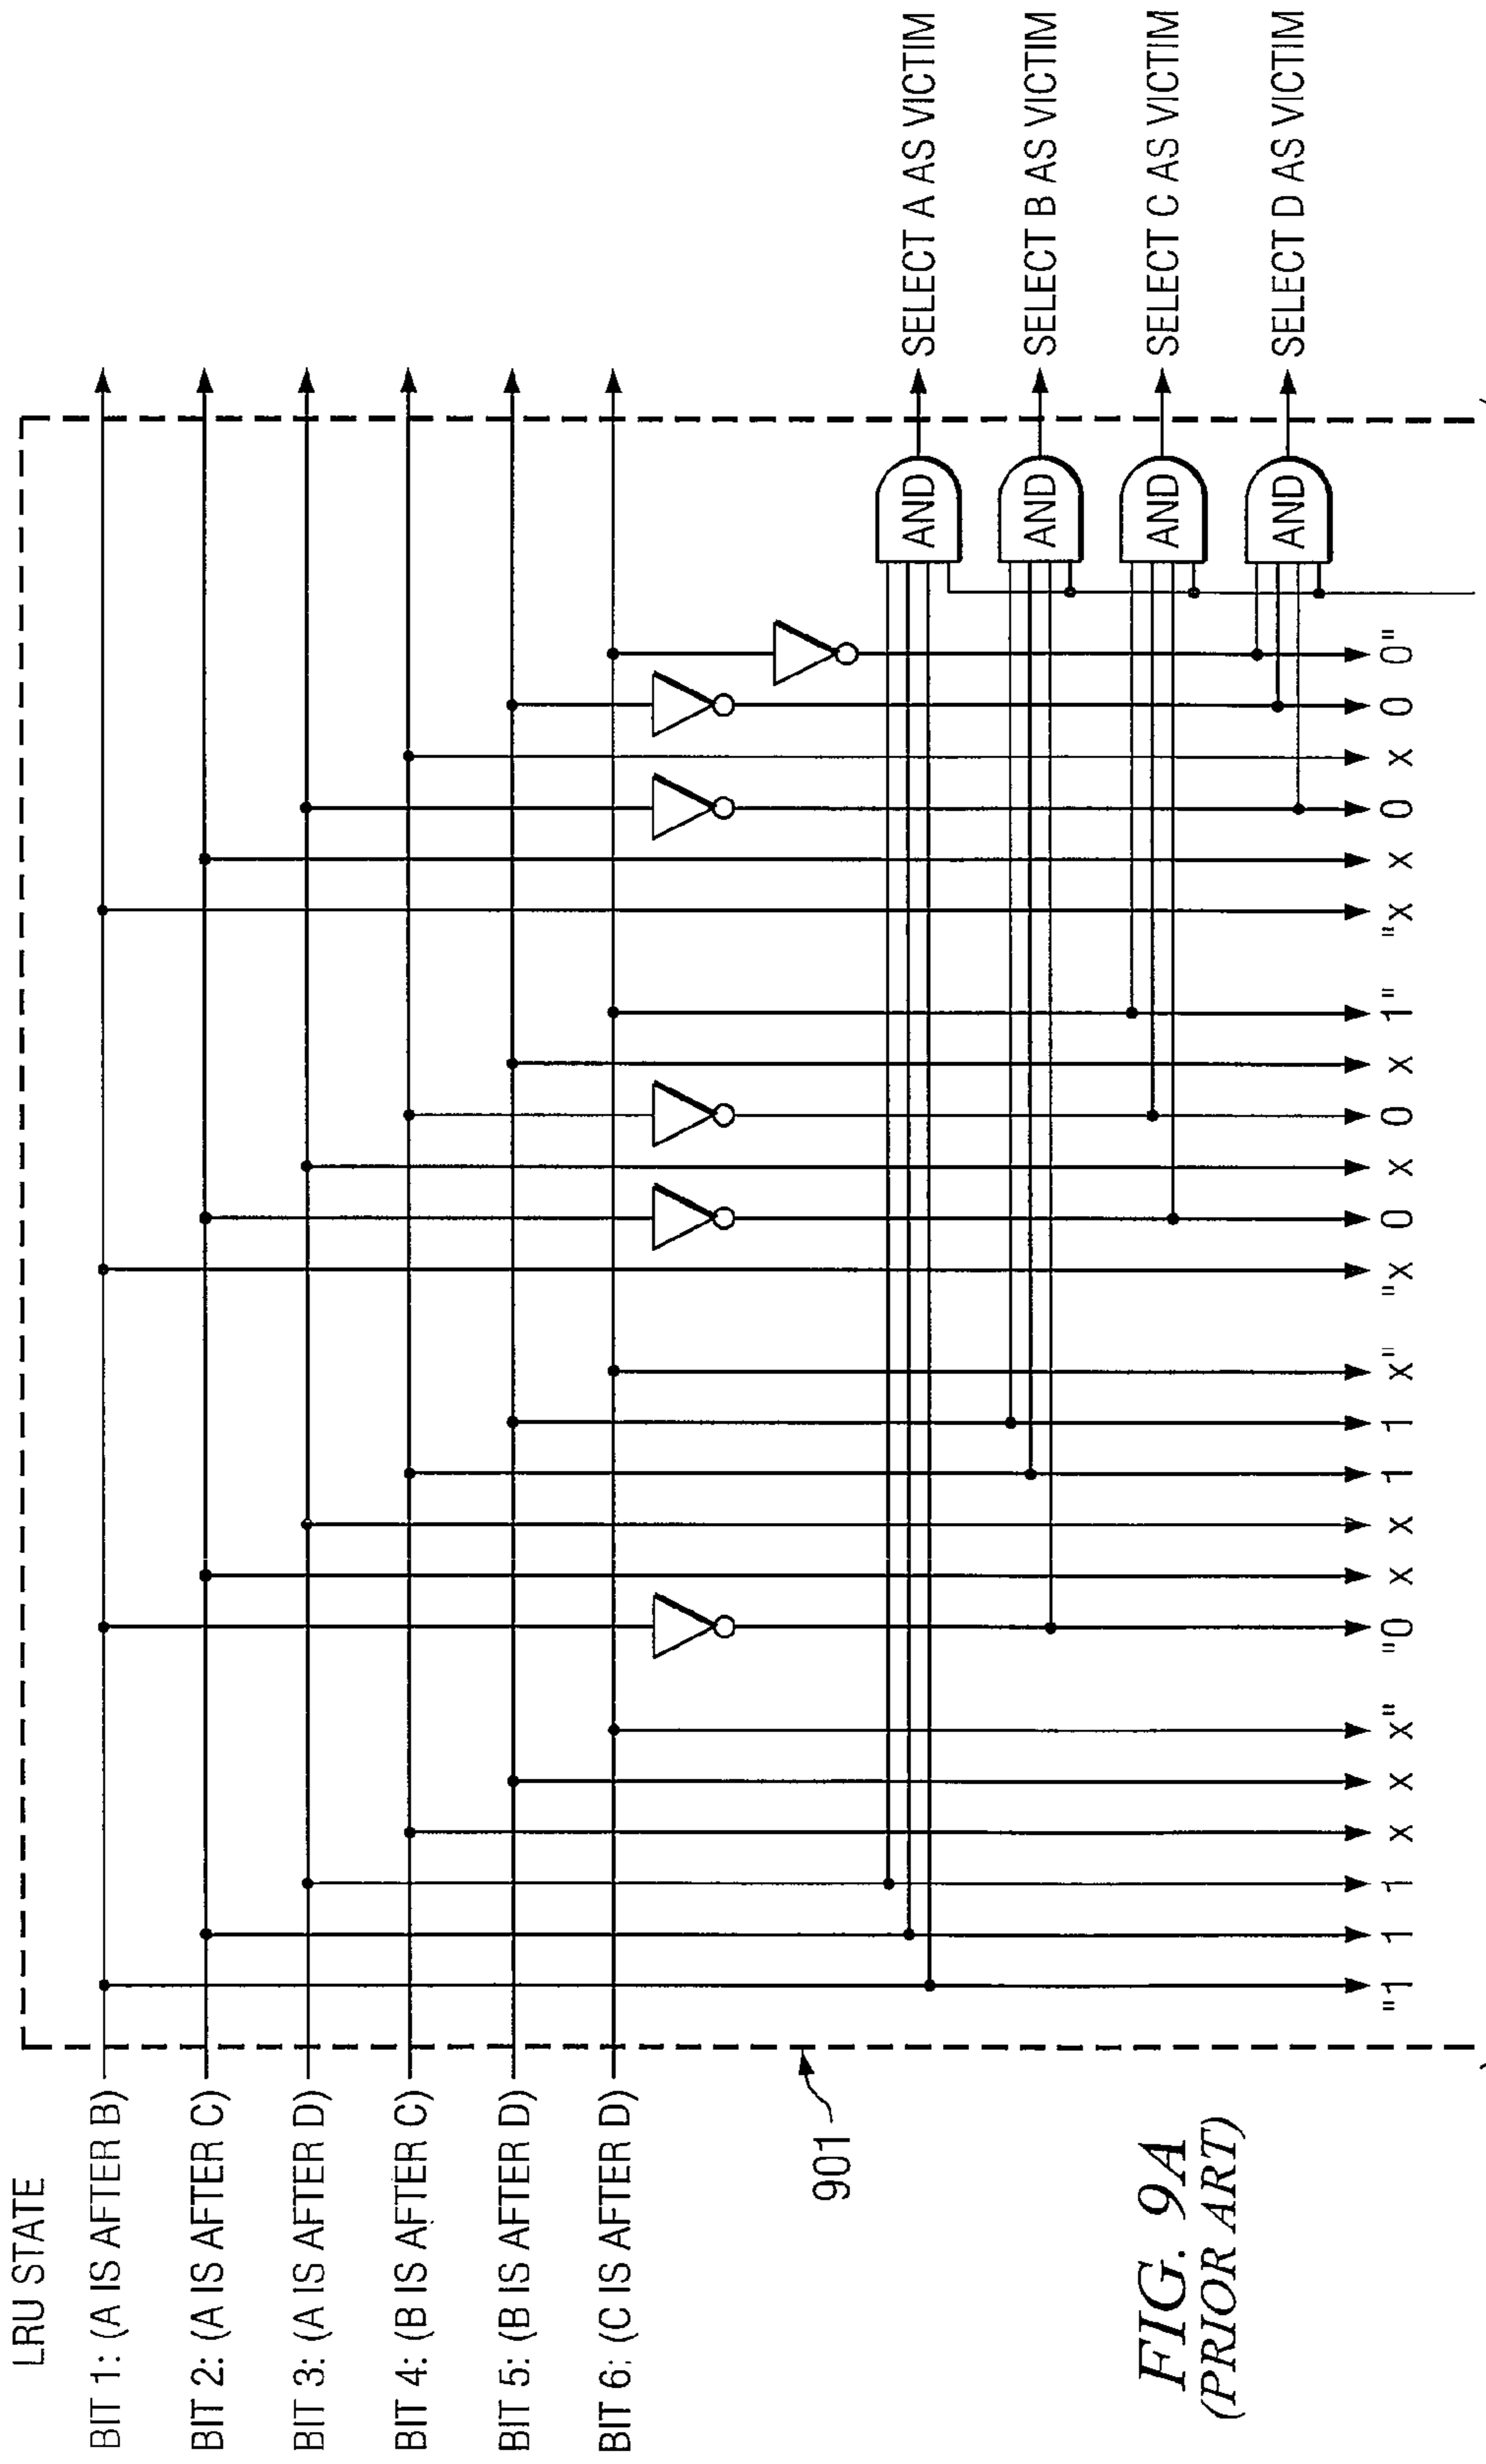 LRU STATE
BIT 1: (A IS AFTER B)
BIT 2: (A IS AFTER C)
BIT 3: (A IS AFTER D)
BIT 4: (B IS AFTER C)
BIT 5: (B IS AFTER D)
BIT 6: (C IS AFTER D)
901
AND
SELECT A AS VICTIM
AND
SELECT B AS VICTIM
AND
SELECT C AS VICTIM
AND
SELECT D AS VICTIM
"1 1 1 X X X" "0 X X 1 1 X" "X 0 X 0 X 1" "X X 0 X 0 0"
FIG. 9A
(PRIOR ART)